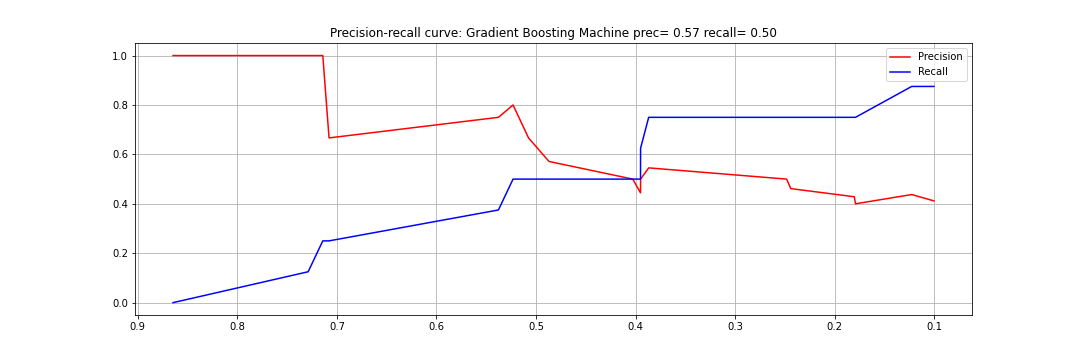 Precision-recall curve: Gradient Boosting Machine prec= 0.57 recall= 0.50
Precision
Recall
1.0
0.8
0.6
0.4
0.2
0.0
0.9 0.8 0.7 0.6 0.5 0.4 0.3 0.2 0.1